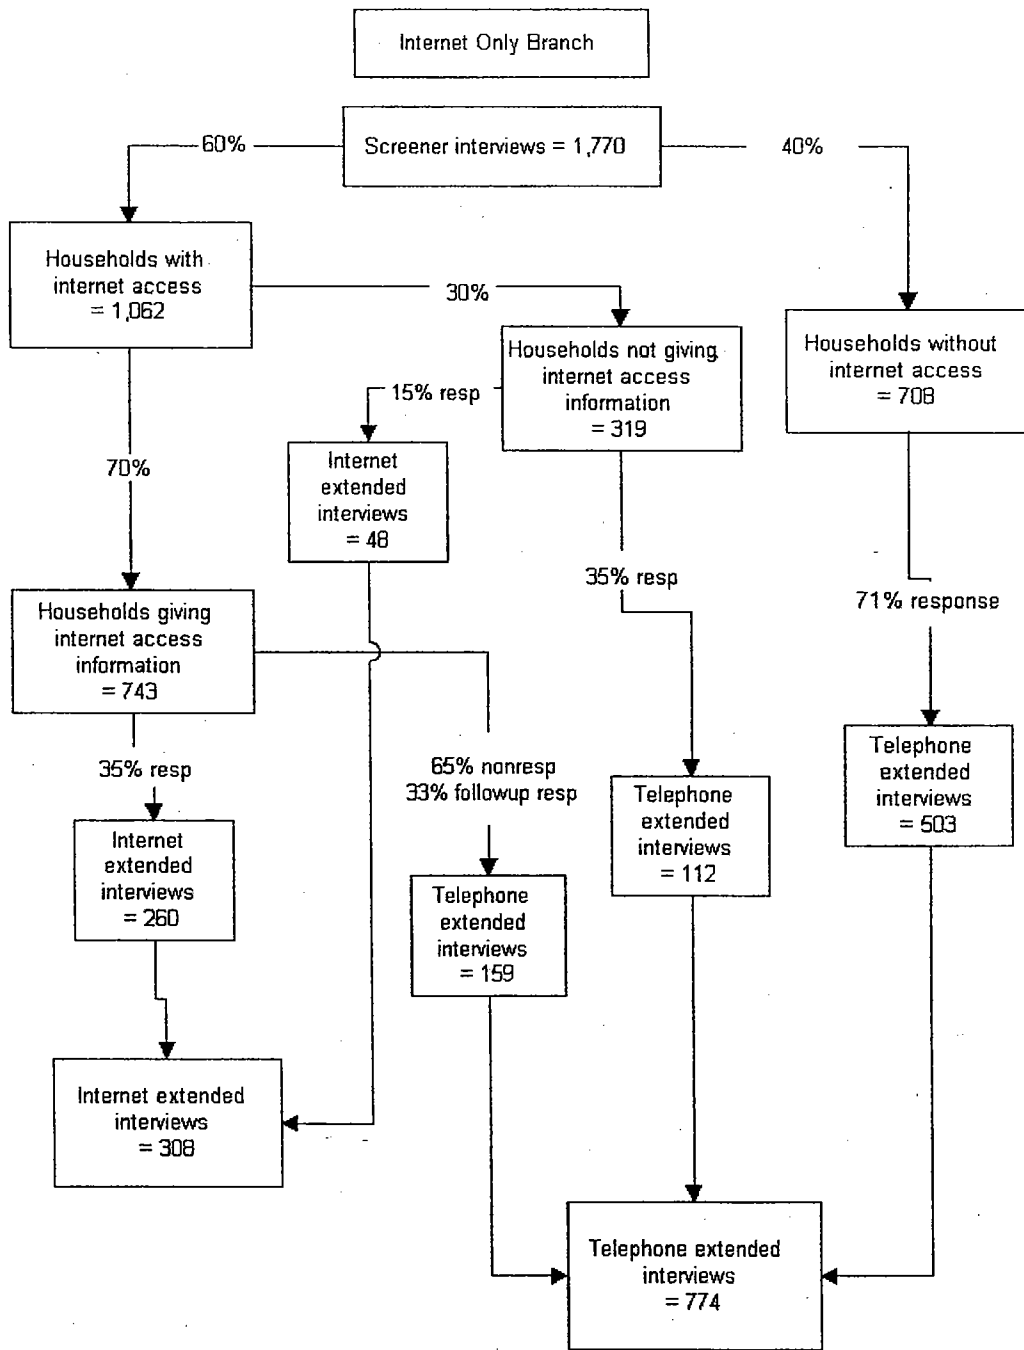 Internet Only Branch
Screener interviews = 1,770
60%
40%
Households with
internet access
= 1,062
30%
Households not giving
internet access
information
= 319
Households without
internet access
= 708
15% resp
Internet
extended
interviews
= 48
70%
35% resp
71% response
Households giving
internet access
information
= 743
35% resp
65% nonresp
33% followup resp
Telephone
extended
interviews
= 112
Telephone
extended
interviews
= 503
Internet
extended
interviews
= 260
Telephone
extended
interviews
= 159
Internet extended
interviews
= 308
Telephone extended
interviews
= 774